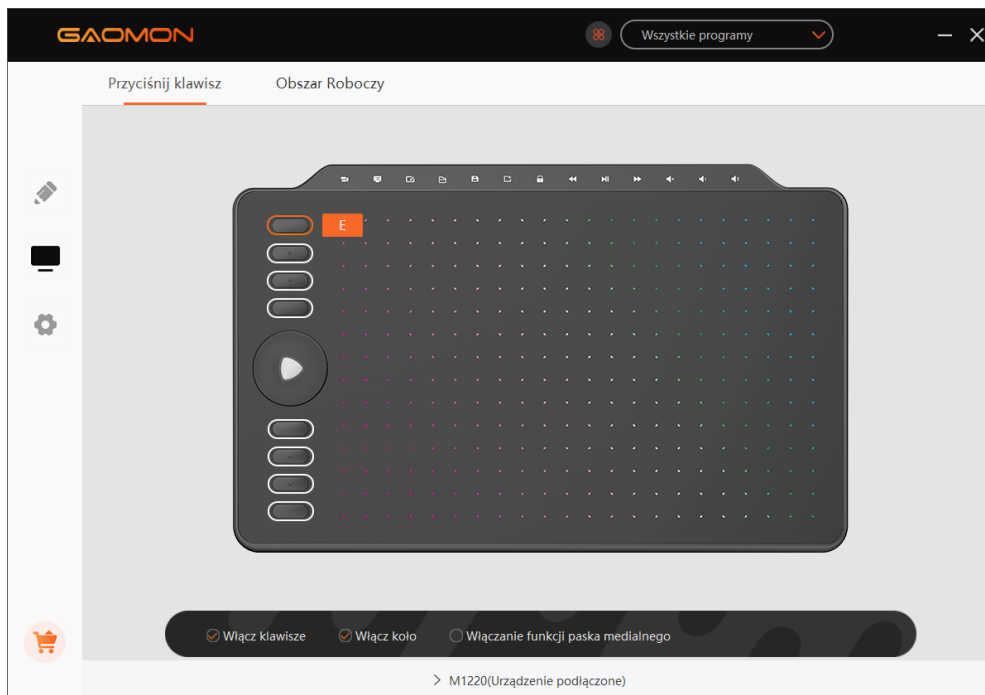 GAOMON
Wszystkie programy
Przyciśnij klawisz
Obszar Roboczy
E
Włącz klawisze
Włącz koło
Włączanie funkcji paska medialnego
M1220(Urządzenie podłączone)